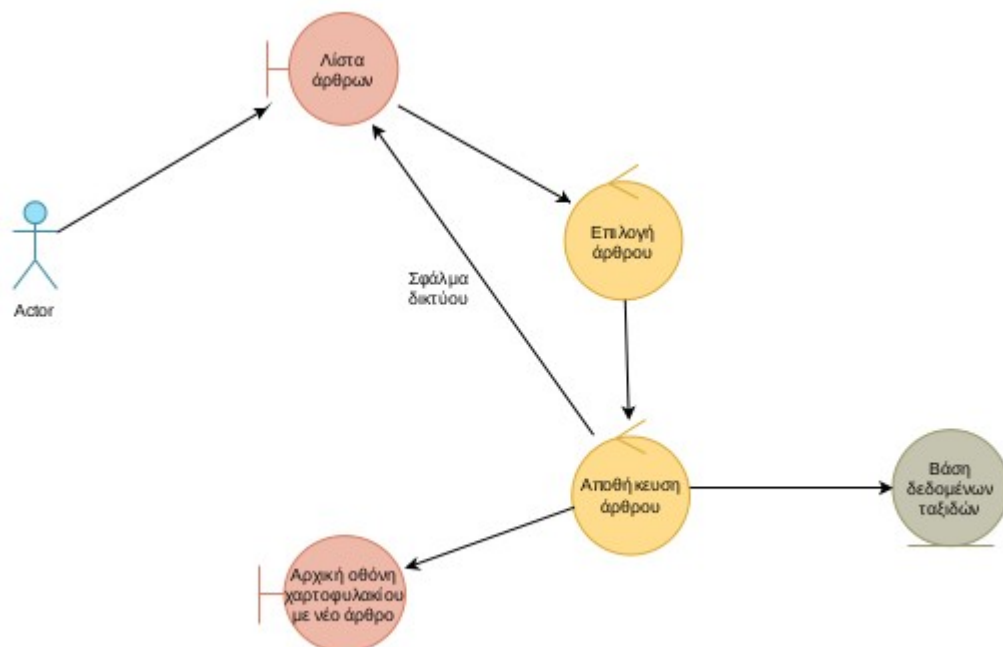 Λίστα
άρθρων
Επιλογή
άρθρου
Σφάλμα
δικτύου
Actor
Αποθήκευση
άρθρου
Βάση
δεδομένων
ταξιδών
Αρχική οθόνη
χαρτοφυλακίου
με νέο άρθρο